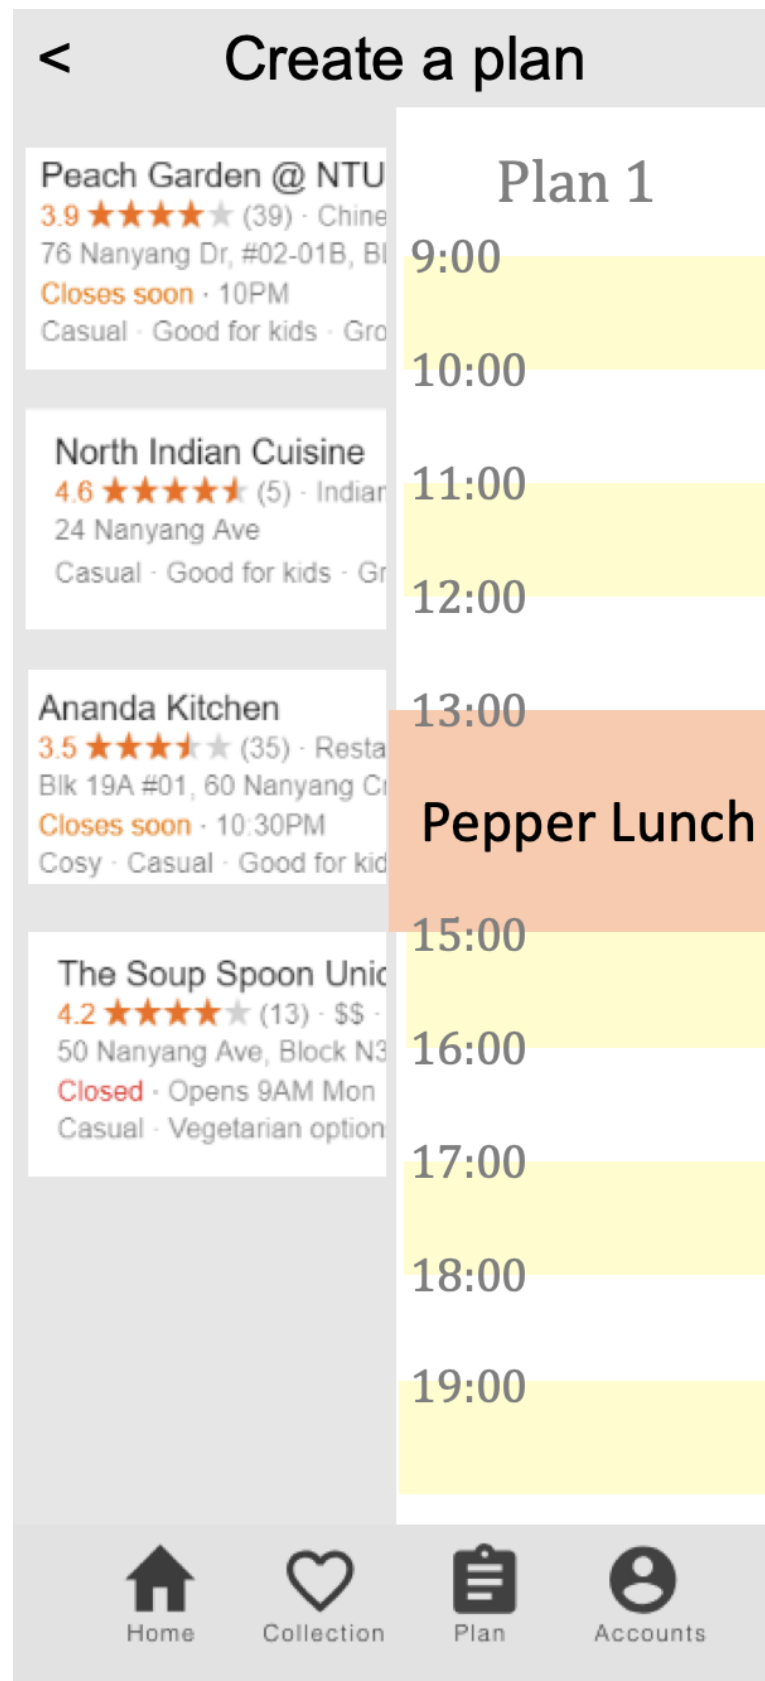 < Create a plan
Peach Garden @ NTU
3.9 ★★★★★ (39) · Chine
76 Nanyang Dr, #02-01B, Bl
Closes soon · 10PM
Casual · Good for kids · Gro
North Indian Cuisine
4.6 ★★★★★ (5) · Indian
24 Nanyang Ave
Casual · Good for kids · Gr
Ananda Kitchen
3.5 ★★★★★ (35) · Resta
Blk 19A #01, 60 Nanyang Cr
Closes soon · 10:30PM
Cosy · Casual · Good for kid
The Soup Spoon Unio
4.2 ★★★★★ (13) · $$ ·
50 Nanyang Ave, Block N3
Closed · Opens 9AM Mon
Casual · Vegetarian option
Plan 1
9:00
10:00
11:00
12:00
13:00
Pepper Lunch
15:00
16:00
17:00
18:00
19:00
Home
Collection
Plan
Accounts